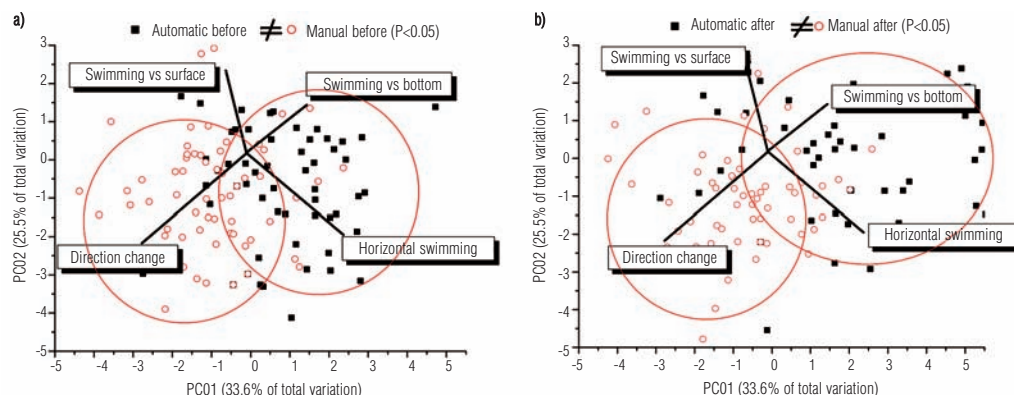 a)
■ Automatic before ≠ ○ Manual before (P<0.05)
3
2
1
0
-1
-2
-3
-4
-5
PC02 (25.5% of total variation)
Swimming vs surface
Swimming vs bottom
Direction change
Horizontal swimming
-5 -4 -3 -2 -1 0 1 2 3 4 5
PC01 (33.6% of total variation)
b)
■ Automatic after ≠ ○ Manual after (P<0.05)
3
2
1
0
-1
-2
-3
-4
-5
PC02 (25.5% of total variation)
Swimming vs surface
Swimming vs bottom
Direction change
Horizontal swimming
-5 -4 -3 -2 -1 0 1 2 3 4 5
PC01 (33.6% of total variation)